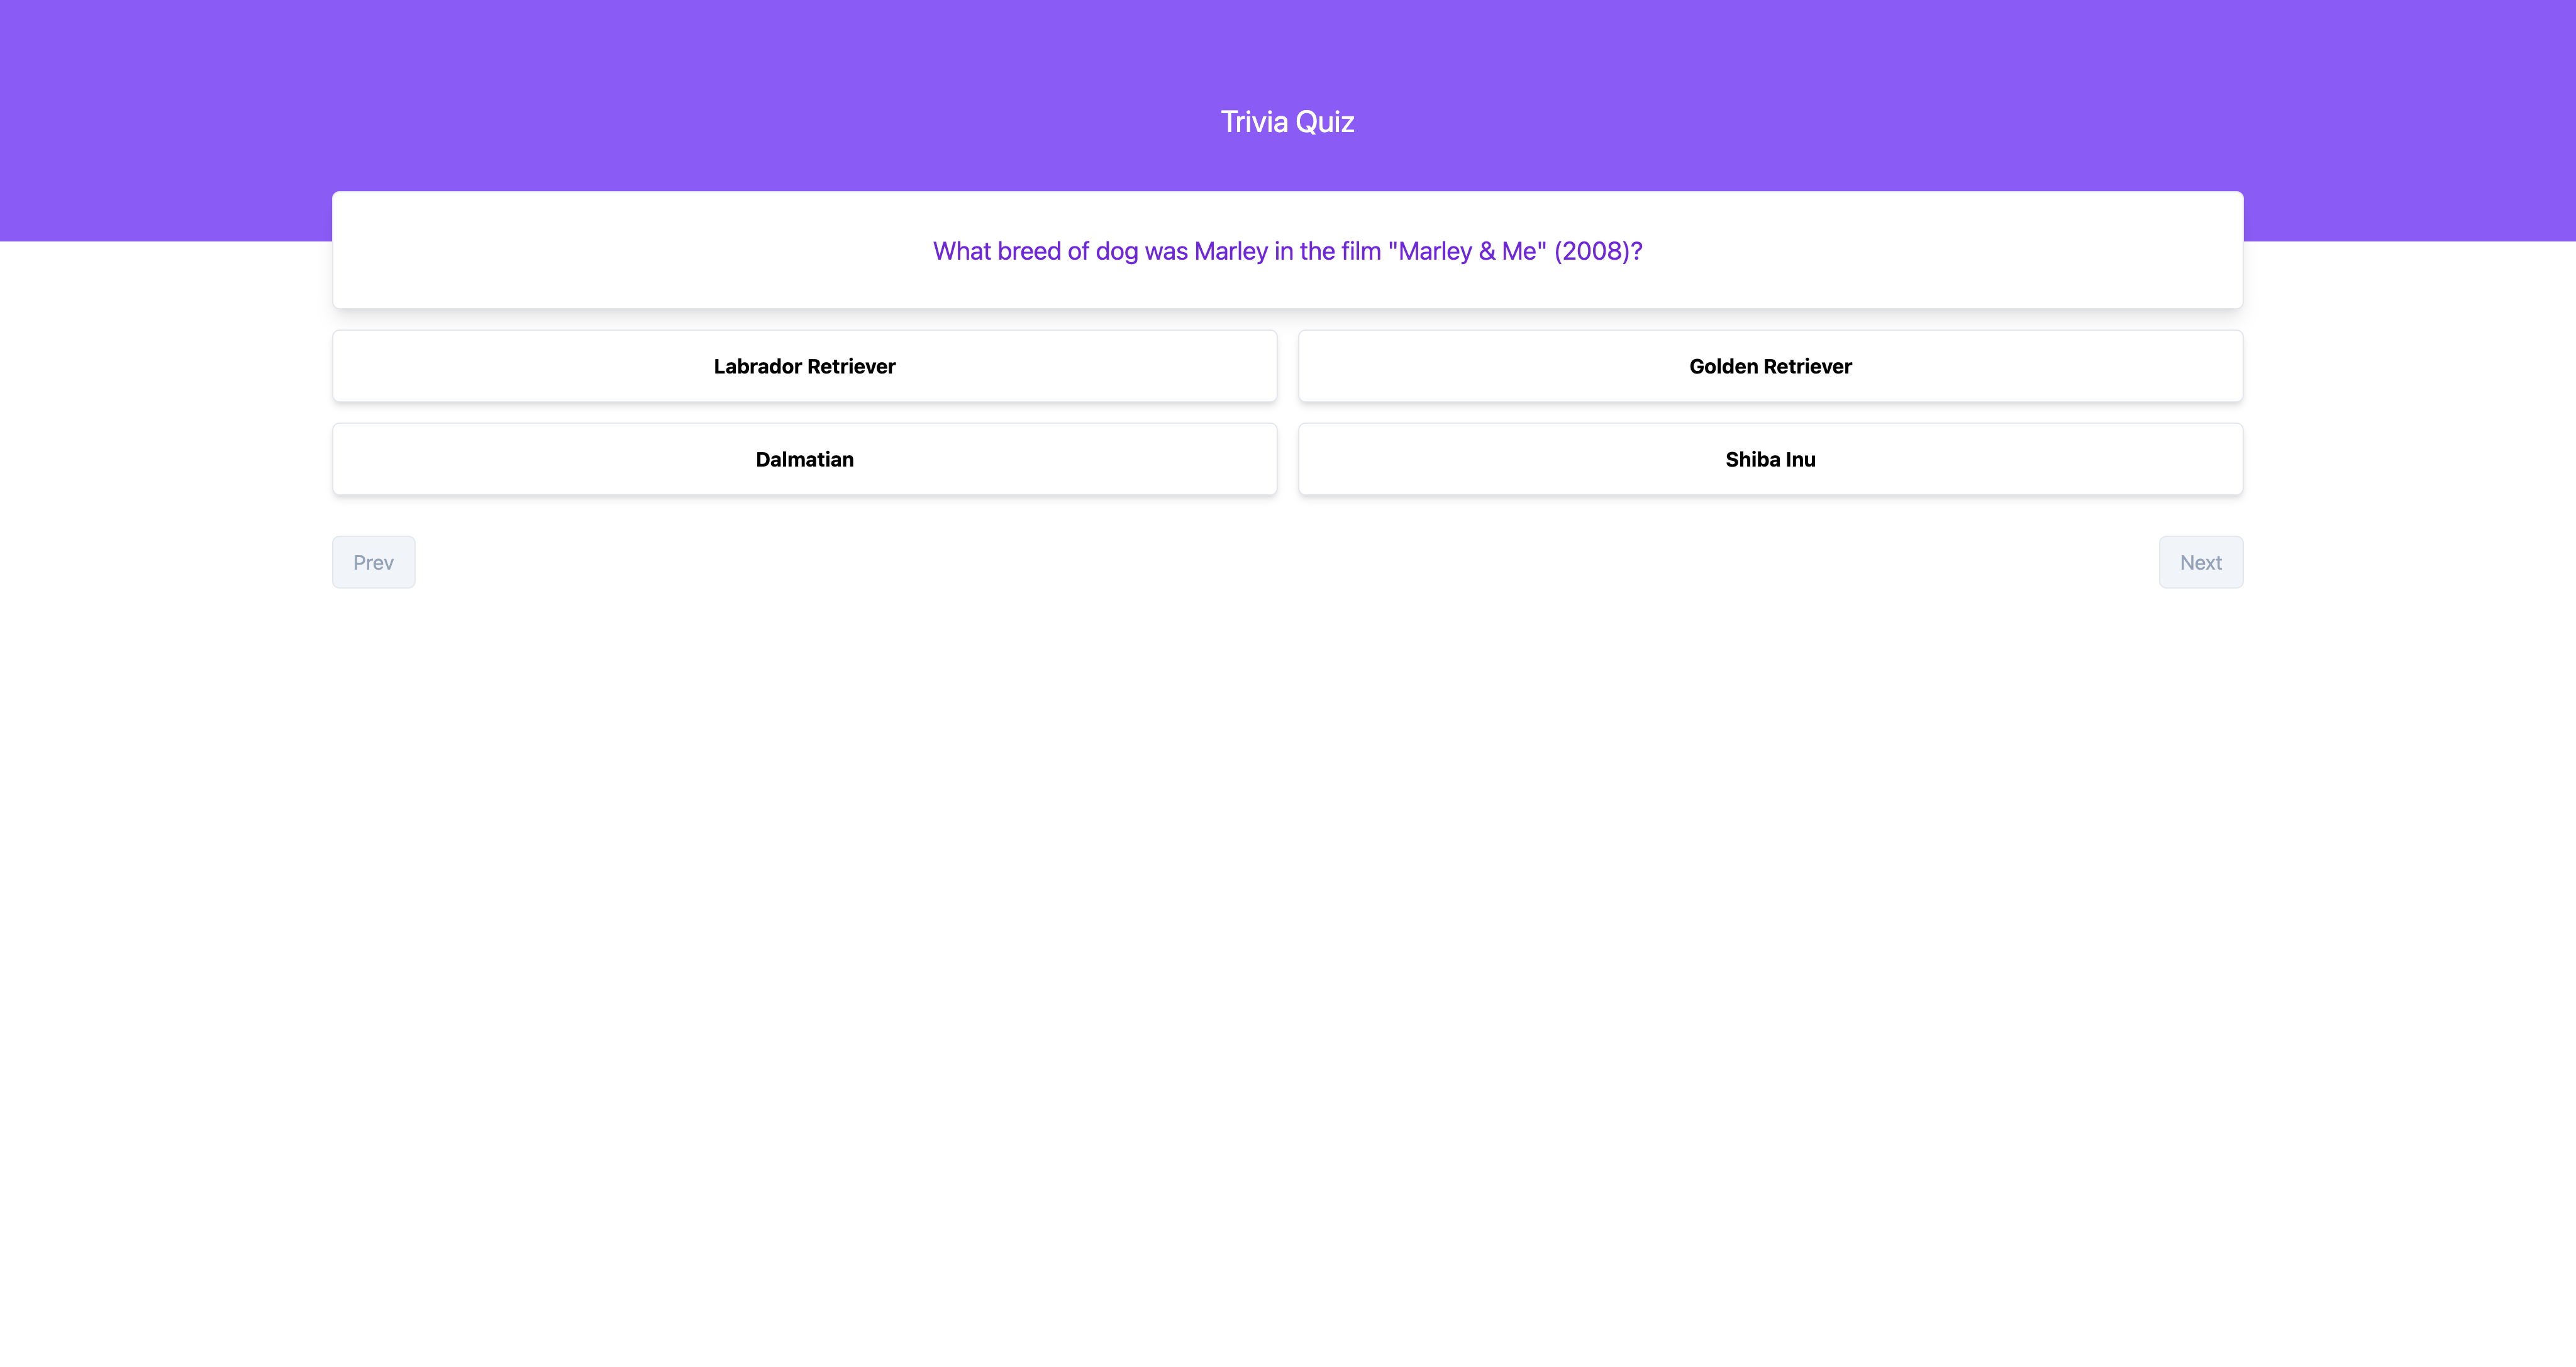 Trivia Quiz
What breed of dog was Marley in the film "Marley & Me" (2008)?
Labrador Retriever
Golden Retriever
Dalmatian
Shiba Inu
Prev
Next